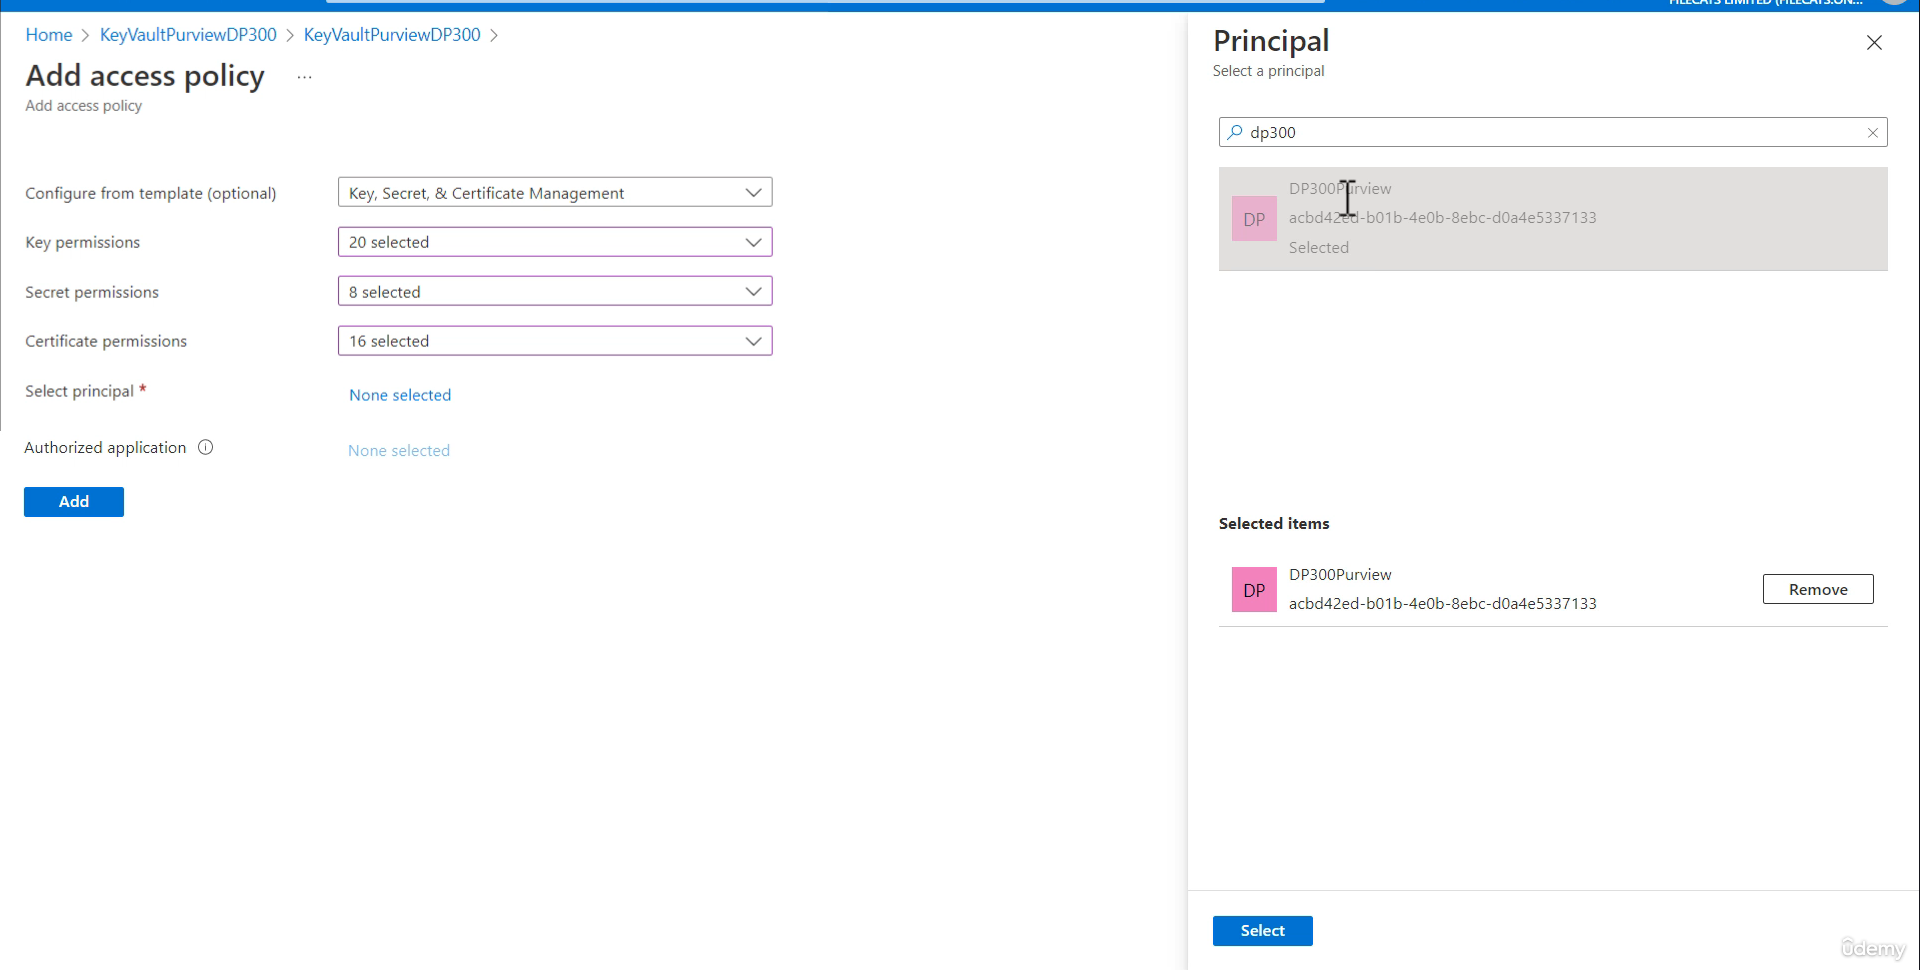 FILECATS LIMITED (FILECATS.ON...
Home > KeyVaultPurviewDP300 > KeyVaultPurviewDP300 >
Add access policy ...
Add access policy
Configure from template (optional) Key, Secret, & Certificate Management
Key permissions 20 selected
Secret permissions 8 selected
Certificate permissions 16 selected
Select principal * None selected
Authorized application None selected
Add
Principal
Select a principal
dp300
DP DP300Purview
acbd42ed-b01b-4e0b-8ebc-d0a4e5337133
Selected
Selected items
DP DP300Purview
acbd42ed-b01b-4e0b-8ebc-d0a4e5337133
Remove
Select
ûdemy